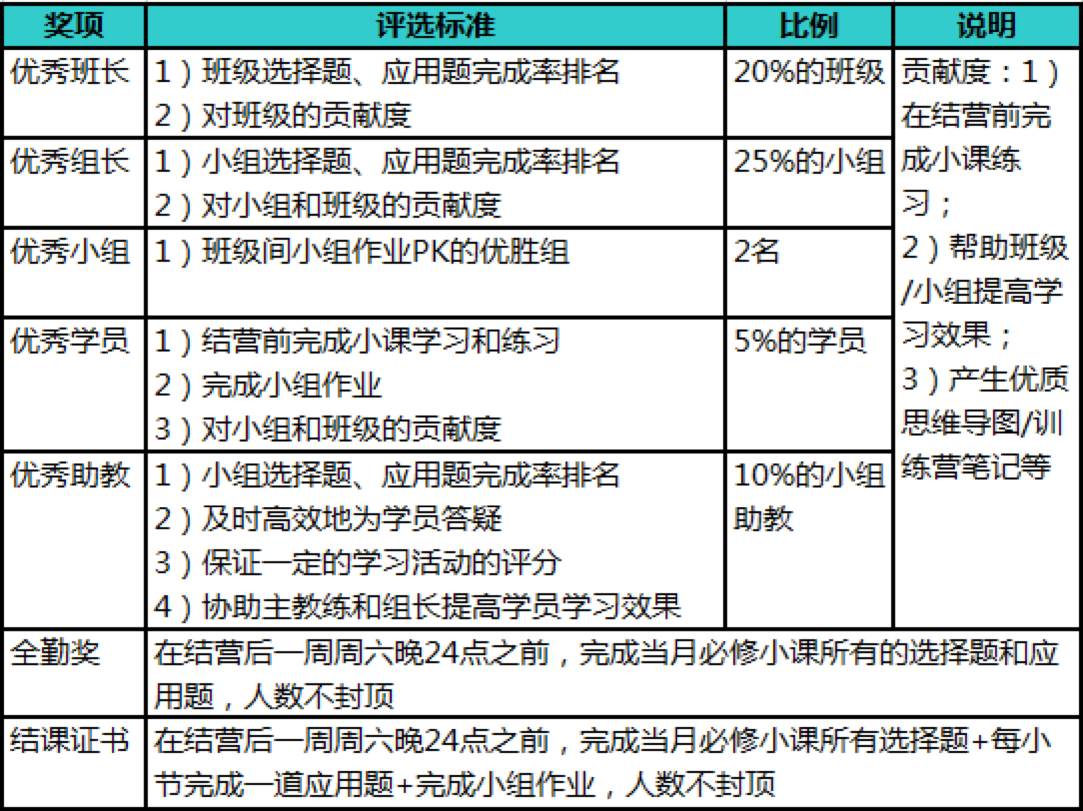 奖项
评选标准
比例
说明
优秀班长
1）班级选择题、应用题完成率排名
2）对班级的贡献度
20%的班级
优秀组长
1）小组选择题、应用题完成率排名
2）对小组和班级的贡献度
25%的小组
优秀小组
1）班级间小组作业PK的优胜组
2名
优秀学员
1）结营前完成小课学习和练习
2）完成小组作业
3）对小组和班级的贡献度
5%的学员
优秀助教
1）小组选择题、应用题完成率排名
2）及时高效地为学员答疑
3）保证一定的学习活动的评分
4）协助主教练和组长提高学员学习效果
10%的小组
助教
贡献度：1）
在结营前完
成小课练
习；
2）帮助班级
/小组提高学
习效果；
3）产生优质
思维导图/训
练营笔记等
全勤奖
在结营后一周周六晚24点之前，完成当月必修小课所有的选择题和应
用题，人数不封顶
结课证书
在结营后一周周六晚24点之前，完成当月必修小课所有选择题+每小
节完成一道应用题+完成小组作业，人数不封顶